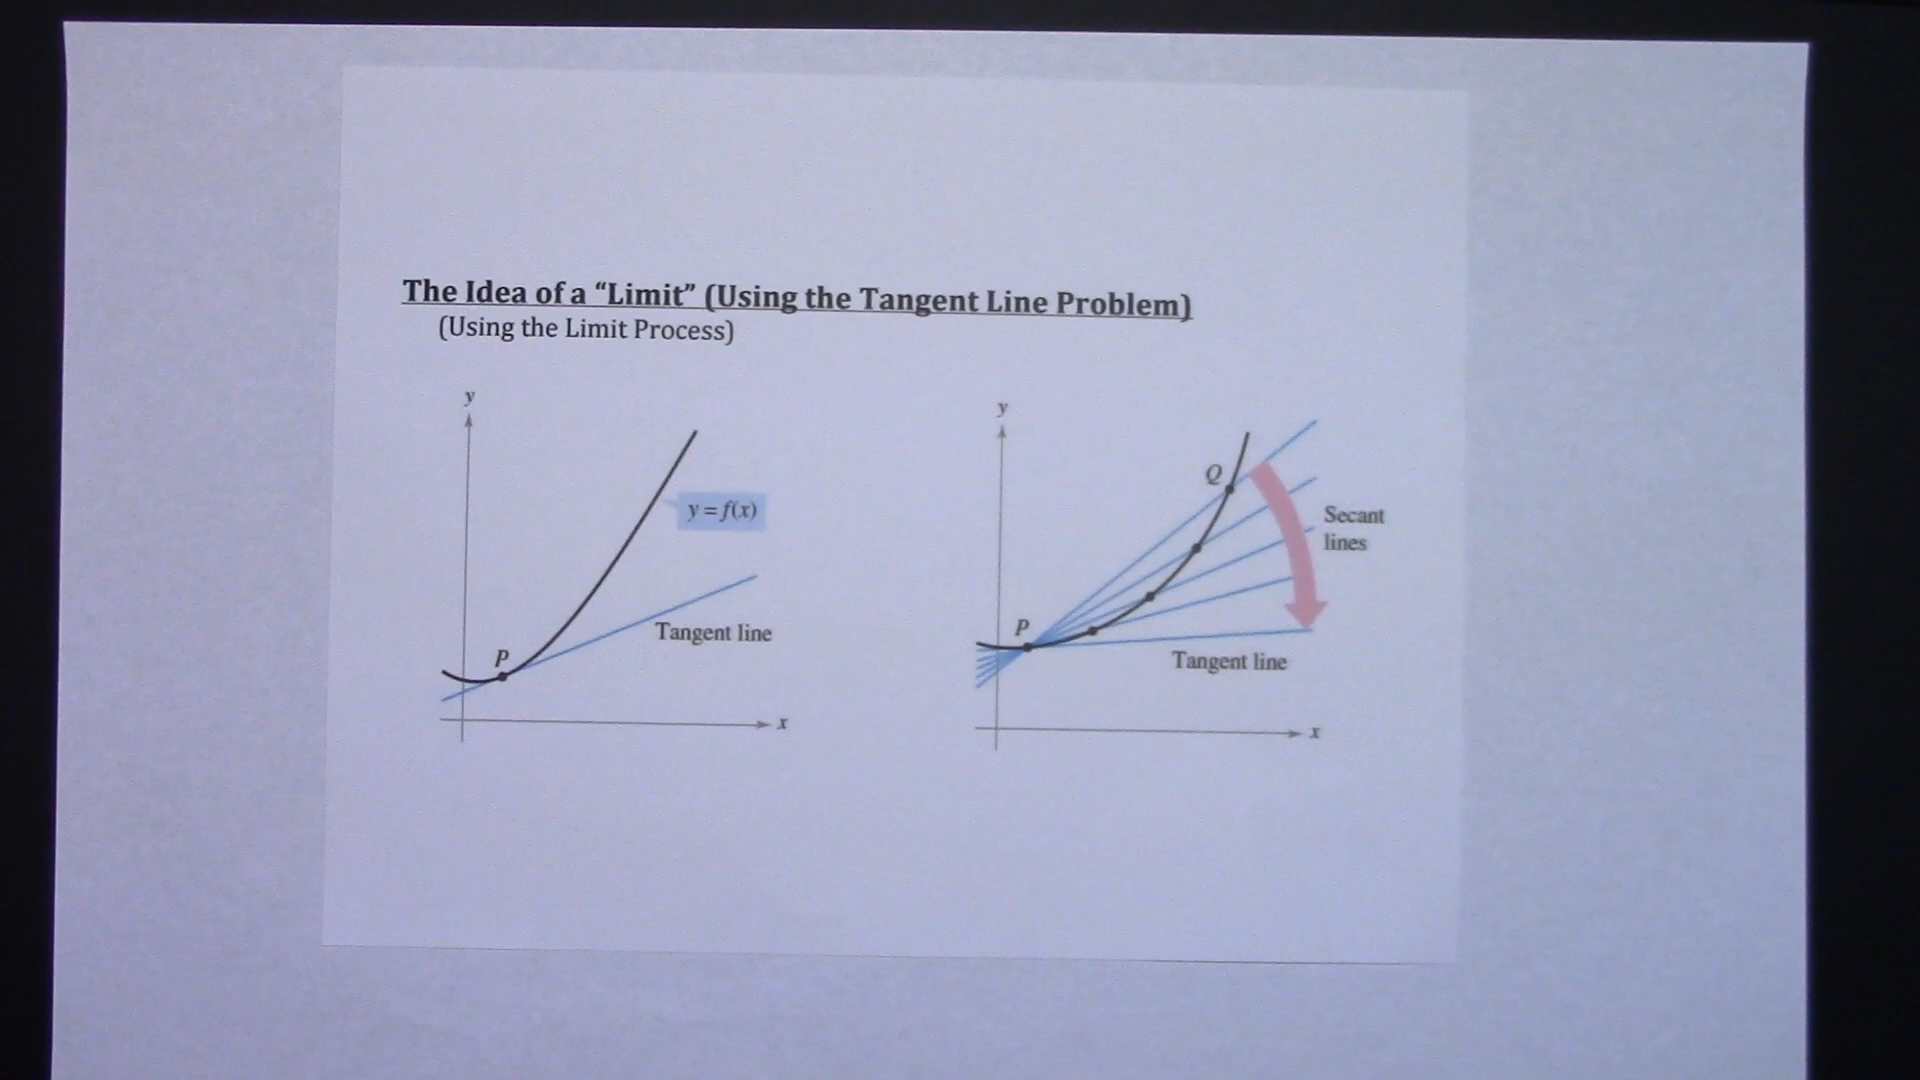 The Idea of a “Limit” (Using the Tangent Line Problem)
(Using the Limit Process)
y
y = f(x)
Tangent line
P
x
y
Q
Secant
lines
P
Tangent line
x